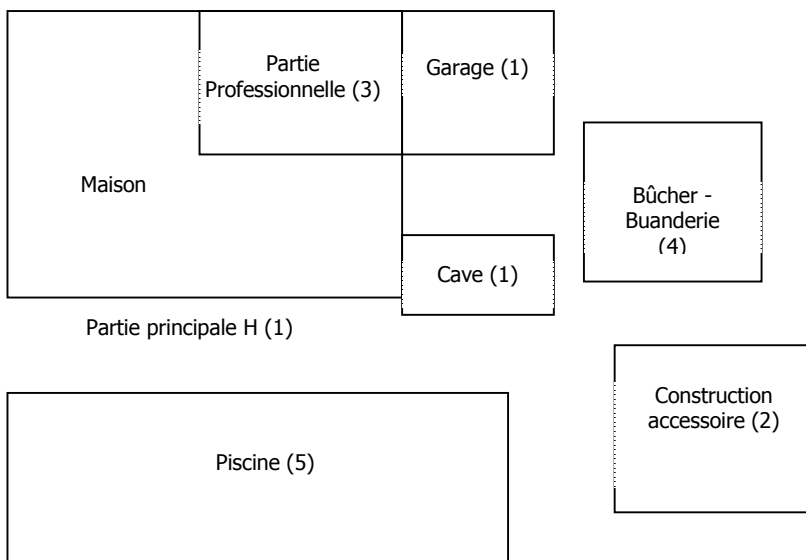 Partie
Professionnelle (3)
Garage (1)
Maison
Bûcher -
Buanderie
(4)
Cave (1)
Partie principale H (1)
Construction
accessoire (2)
Piscine (5)